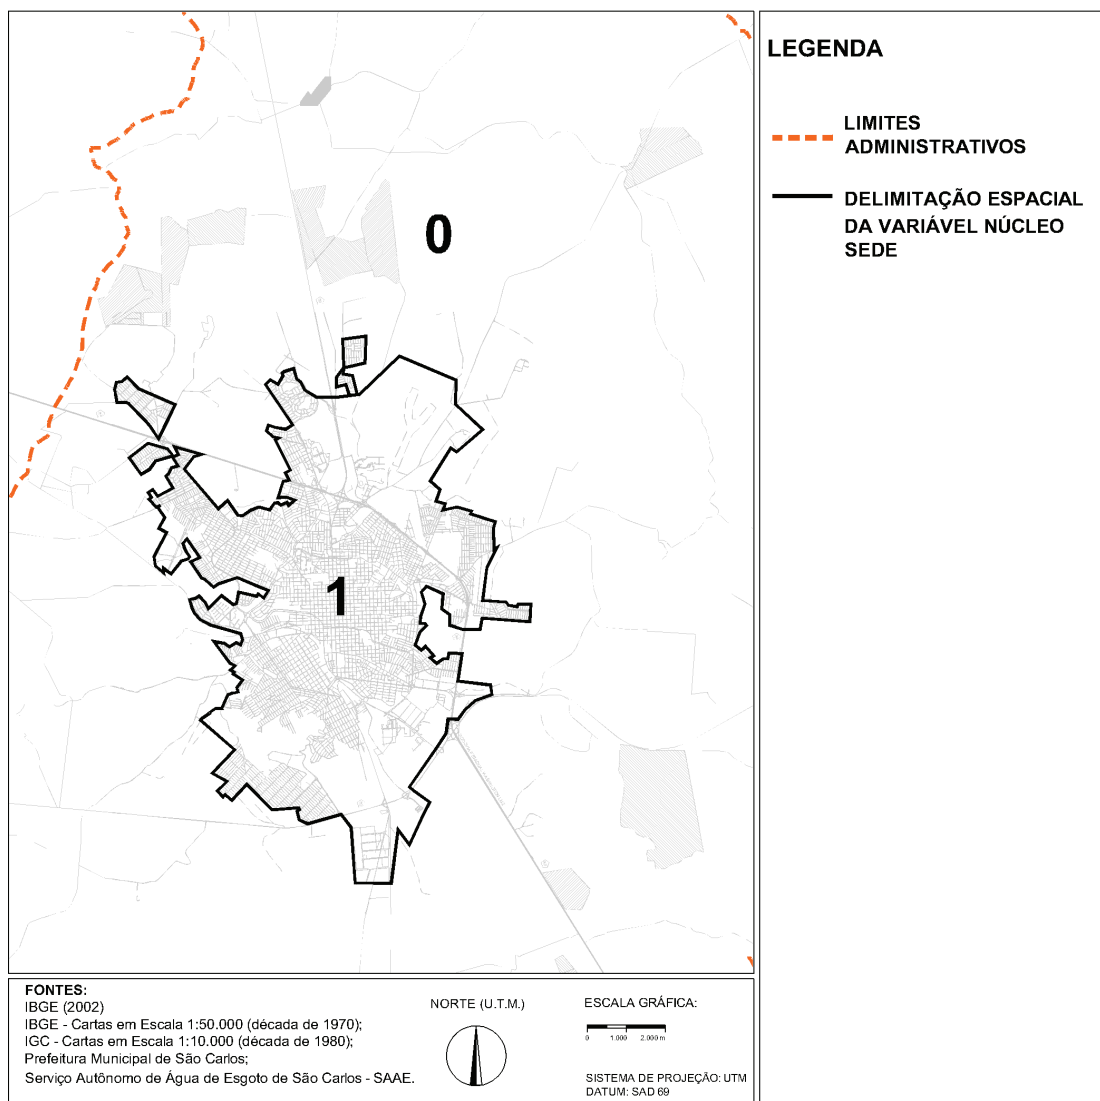 0
1
LEGENDA
LIMITES
ADMINISTRATIVOS
DELIMITAÇÃO ESPACIAL
DA VARIÁVEL NÚCLEO
SEDE
FONTES:
IBGE (2002)
IBGE - Cartas em Escala 1:50.000 (década de 1970);
IGC - Cartas em Escala 1:10.000 (década de 1980);
Prefeitura Municipal de São Carlos;
Serviço Autônomo de Água de Esgoto de São Carlos - SAAE.
NORTE (U.T.M.)
ESCALA GRÁFICA:
0 1.000 2.000 m
SISTEMA DE PROJEÇÃO: UTM
DATUM: SAD 69